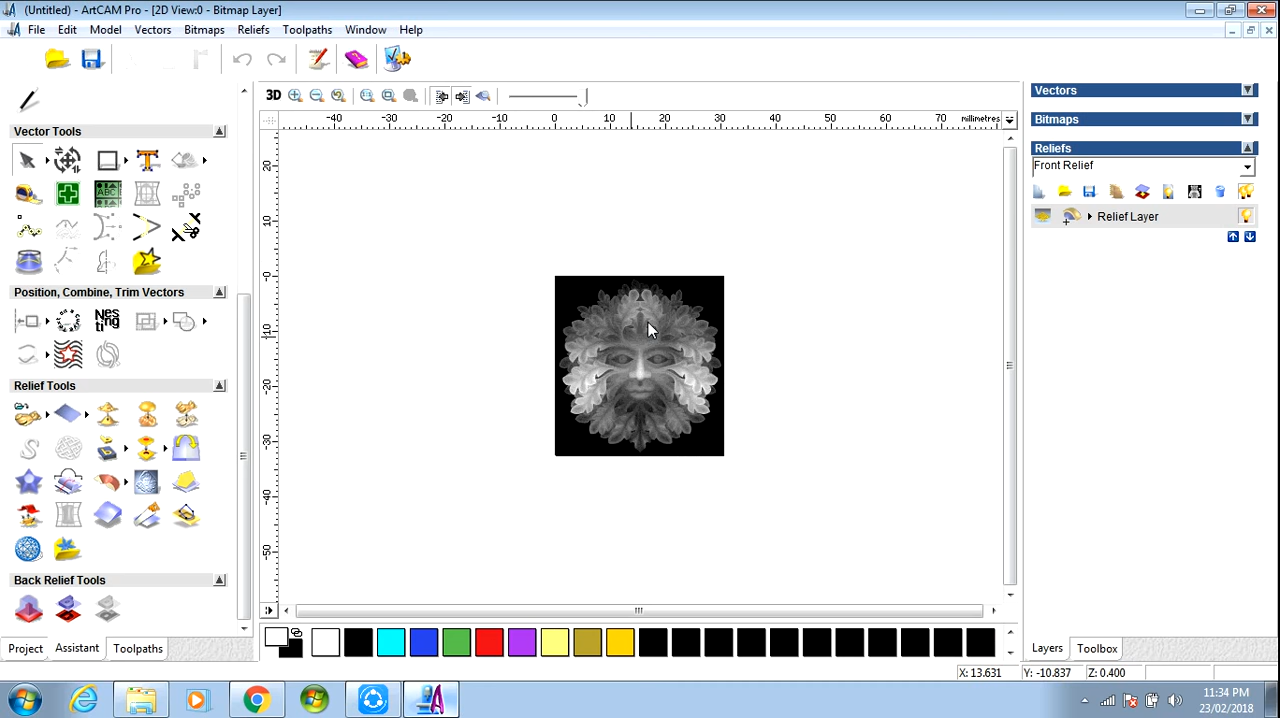 (Untitled) - ArtCAM Pro - [2D View:0 - Bitmap Layer]
File Edit Model Vectors Bitmaps Reliefs Toolpaths Window Help
3D
-40 -30 -20 -10 0 10 20 30 40 50 60 70 millimetres
20
10
-0
-10
-20
-30
-40
-50
Vector Tools
ABC
Position, Combine, Trim Vectors
Nes
ting
Relief Tools
Back Relief Tools
Project Assistant Toolpaths
Vectors
Bitmaps
Reliefs
Front Relief
Relief Layer
Layers Toolbox
X: 13.631 Y: -10.837 Z: 0.400
11:34 PM
23/02/2018